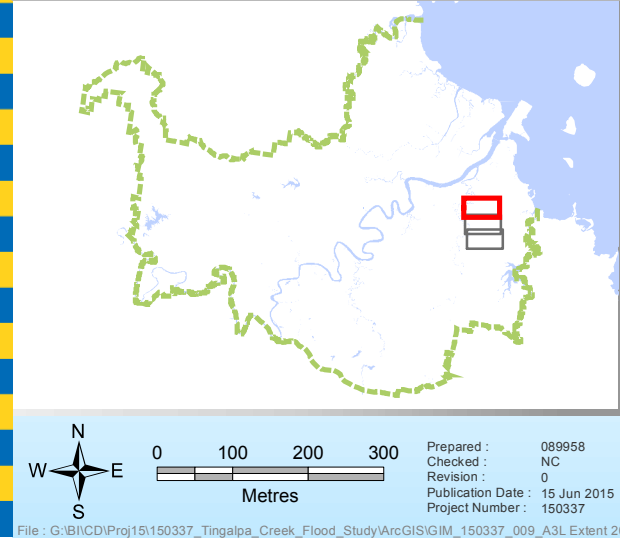 N
W E
S
0 100 200 300
Metres
Prepared : 089958
Checked : NC
Revision : 0
Publication Date : 15 Jun 2015
Project Number : 150337
File : G:\BI\CD\Proj15\150337_Tingalpa_Creek_Flood_Study\ArcGIS\GIM_150337_009_A3L Extent